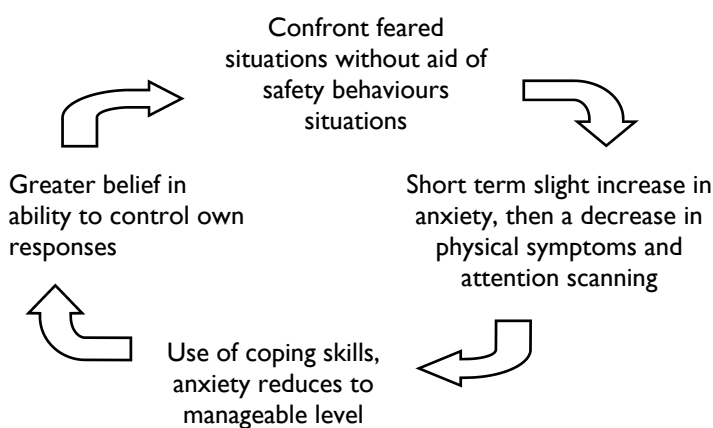 Confront feared
situations without aid of
safety behaviours
situations
Short term slight increase in
anxiety, then a decrease in
physical symptoms and
attention scanning
Use of coping skills,
anxiety reduces to
manageable level
Greater belief in
ability to control own
responses